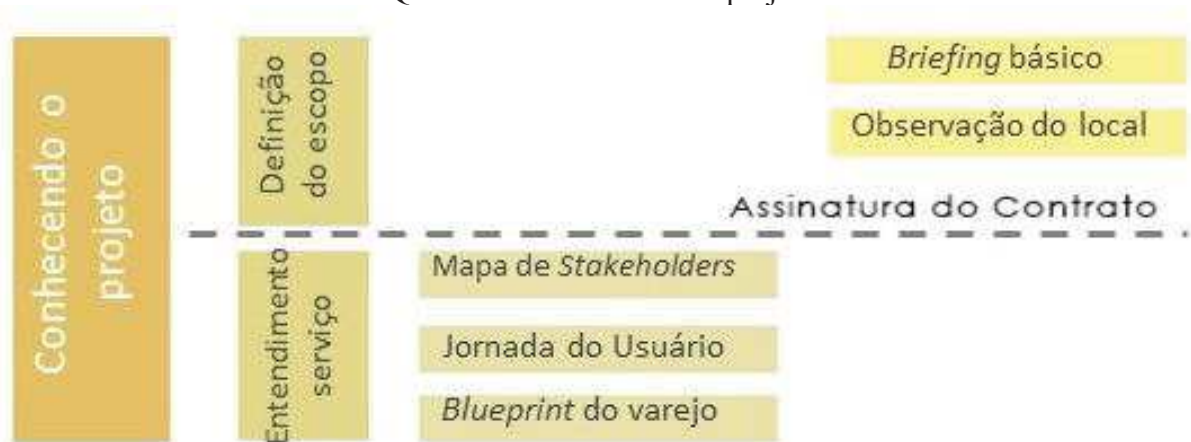 Conhecendo o
projeto
Definição
do escopo
Briefing básico
Observação do local
Assinatura do Contrato
Entendimento
serviço
Mapa de Stakeholders
Jornada do Usuário
Blueprint do varejo